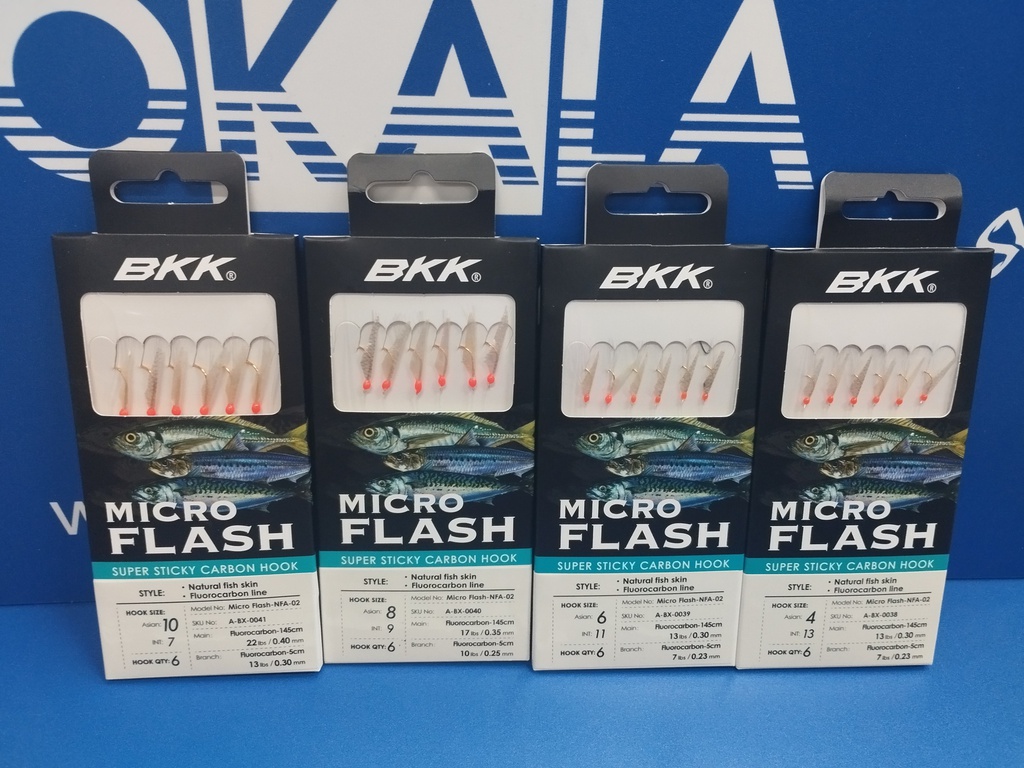 OKALA
BKK®
MICRO
FLASH
SUPER STICKY CARBON HOOK
STYLE:
• Natural fish skin
• Fluorocarbon line
HOOK SIZE:
Asian: 10
INT: 7
HOOK QTY: 6
Model No: Micro Flash-NFA-02
SKU No: A-BX-0041
Main: Fluorocarbon-145cm
22 lbs / 0.40 mm
Branch: Fluorocarbon-5cm
13 lbs / 0.30 mm
BKK®
MICRO
FLASH
SUPER STICKY CARBON HOOK
STYLE:
• Natural fish skin
• Fluorocarbon line
HOOK SIZE:
Asian: 8
INT: 9
HOOK QTY: 6
Model No: Micro Flash-NFA-02
SKU No: A-BX-0040
Main: Fluorocarbon-145cm
17 lbs / 0.35 mm
Branch: Fluorocarbon-5cm
10 lbs / 0.25 mm
BKK®
MICRO
FLASH
SUPER STICKY CARBON HOOK
STYLE:
• Natural fish skin
• Fluorocarbon line
HOOK SIZE:
Asian: 6
INT: 11
HOOK QTY: 6
Model No: Micro Flash-NFA-02
SKU No: A-BX-0039
Main: Fluorocarbon-145cm
13 lbs / 0.30 mm
Branch: Fluorocarbon-5cm
7 lbs / 0.23 mm
BKK®
MICRO
FLASH
SUPER STICKY CARBON HOOK
STYLE:
• Natural fish skin
• Fluorocarbon line
HOOK SIZE:
Asian: 4
INT: 13
HOOK QTY: 6
Model No: Micro Flash-NFA-02
SKU No: A-BX-0038
Main: Fluorocarbon-145cm
13 lbs / 0.30 mm
Branch: Fluorocarbon-5cm
7 lbs / 0.23 mm